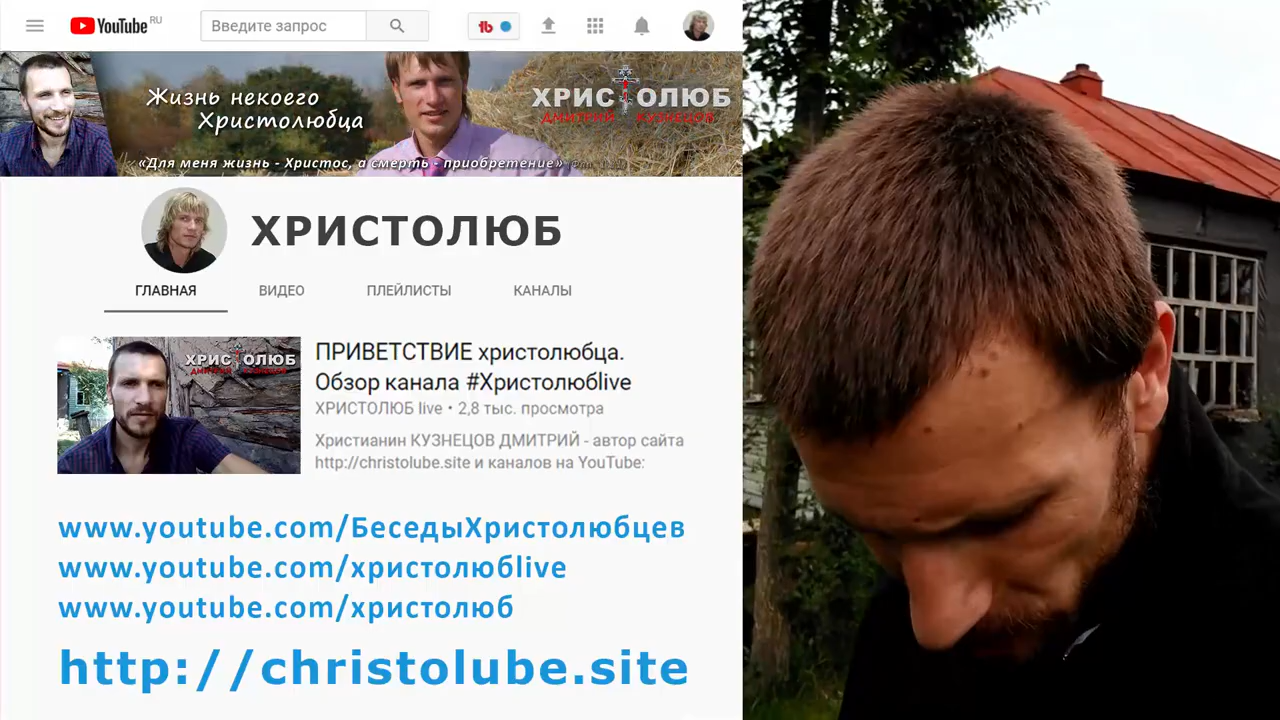 YouTube RU
Введите запрос
Жизнь некоего
Христолюбца
ХРИСТОЛЮБ
ДМИТРИЙ КУЗНЕЦОВ
«Для меня жизнь - Христос, а смерть - приобретение»
ХРИСТОЛЮБ
ГЛАВНАЯ ВИДЕО ПЛЕЙЛИСТЫ КАНАЛЫ
ХРИСТОЛЮБ
ДМИТРИЙ КУЗНЕЦОВ
ПРИВЕТСТВИЕ христолюбца.
Обзор канала #Христолюбlive
ХРИСТОЛЮБ live • 2,8 тыс. просмотра
Христианин КУЗНЕЦОВ ДМИТРИЙ - автор сайта
http://christolube.site и каналов на YouTube:
www.youtube.com/БеседыХристолюбцев
www.youtube.com/христолюбlive
www.youtube.com/христолюб
http://christolube.site